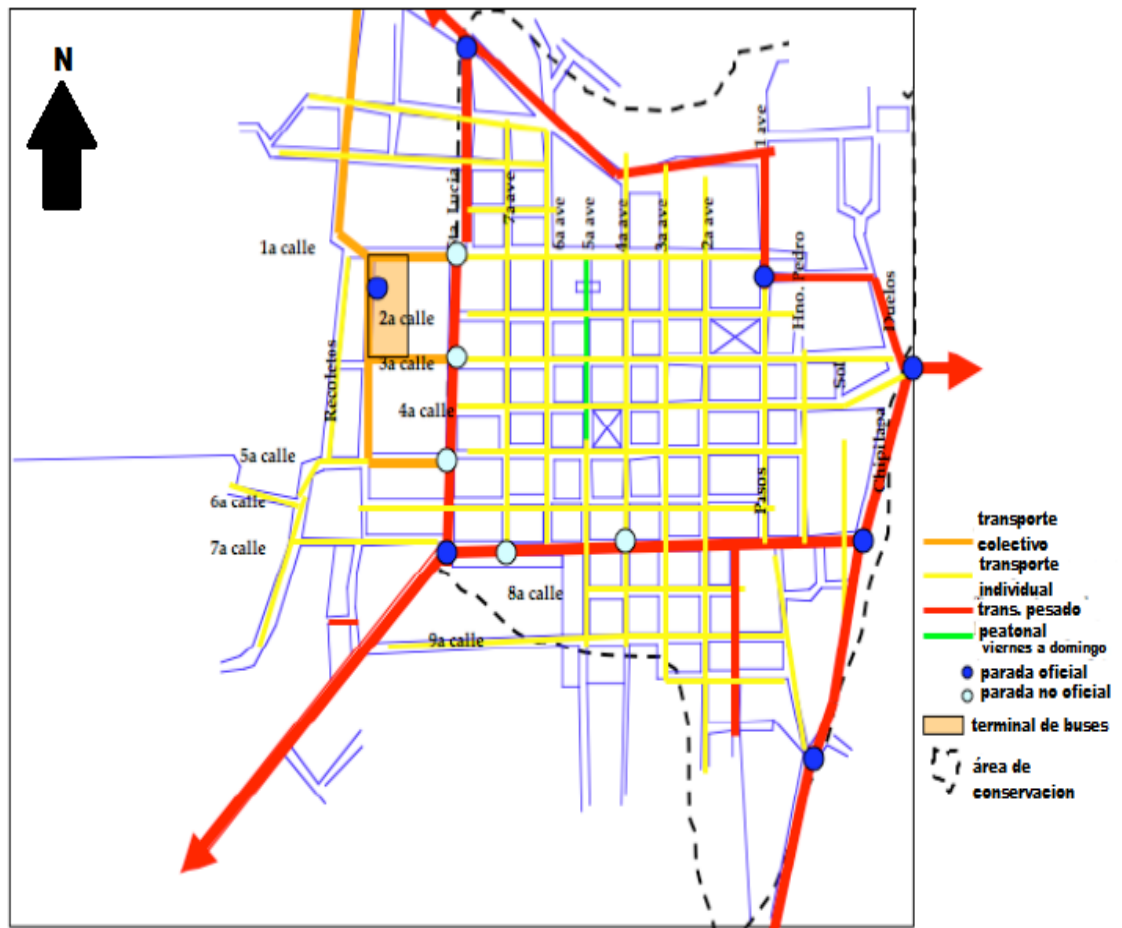 N
1 ave
Sta. Lucia
7a ave
6a ave
5a ave
4a ave
3a ave
2a ave
1a calle
Hno. Pedro
Duelos
2a calle
3a calle
Recoletos
Sol
4a calle
Chipilapa
5a calle
6a calle
Pasos
7a calle
8a calle
9a calle
transporte
colectivo
transporte
individual
trans. pesado
peatonal
viernes a domingo
parada oficial
parada no oficial
terminal de buses
área de
conservacion